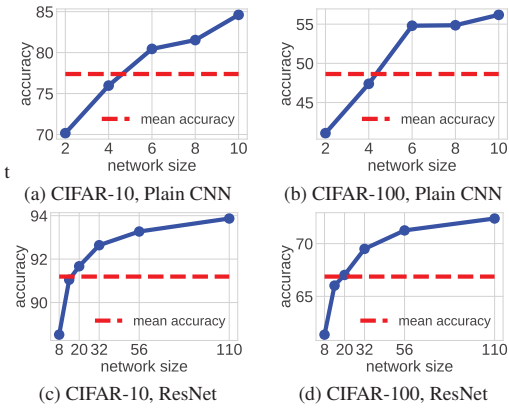 85
80
75
70
accuracy
mean accuracy
2 4 6 8 10
network size
55
50
45
accuracy
mean accuracy
2 4 6 8 10
network size
t
(a) CIFAR-10, Plain CNN
(b) CIFAR-100, Plain CNN
94
92
90
accuracy
mean accuracy
8 20 32 56 110
network size
70
65
accuracy
mean accuracy
8 20 32 56 110
network size
(c) CIFAR-10, ResNet
(d) CIFAR-100, ResNet